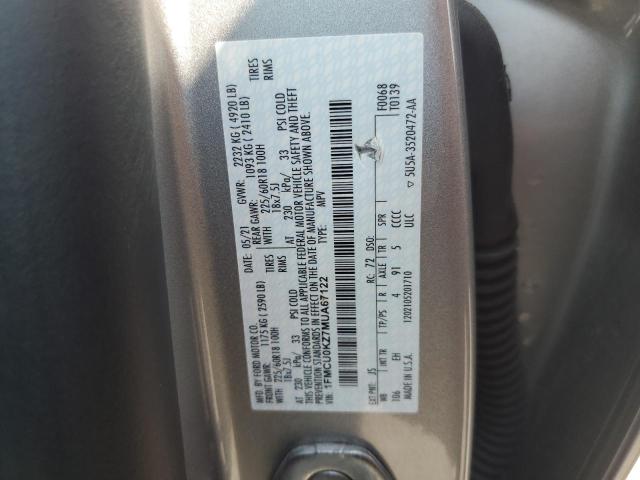 MFD. BY FORD MOTOR CO.
DATE: 05/21 GVWR: 2232 KG ( 4920 LB)
FRONT GAWR: 1175 KG ( 2590 LB) REAR GAWR: 1093 KG ( 2410 LB)
WITH 225/60R18 100H TIRES WITH 225/60R18 100H TIRES
18x7.5J RIMS 18x7.5J RIMS
AT 230 kPa/ 33 PSI COLD AT 230 kPa/ 33 PSI COLD
THIS VEHICLE CONFORMS TO ALL APPLICABLE FEDERAL MOTOR VEHICLE SAFETY AND THEFT
PREVENTION STANDARDS IN EFFECT ON THE DATE OF MANUFACTURE SHOWN ABOVE.
VIN: 1FMCU0KZ7MUA67122 TYPE: MPV
F0068
T0139
EXT PNT: JS RC: 72 DSO:
WB INT TR TP/PS R AXLE TR SPR
106 EH 4 91 5 CCCC
1202105201710 ULC
▽ 5U5A-3520472-AA